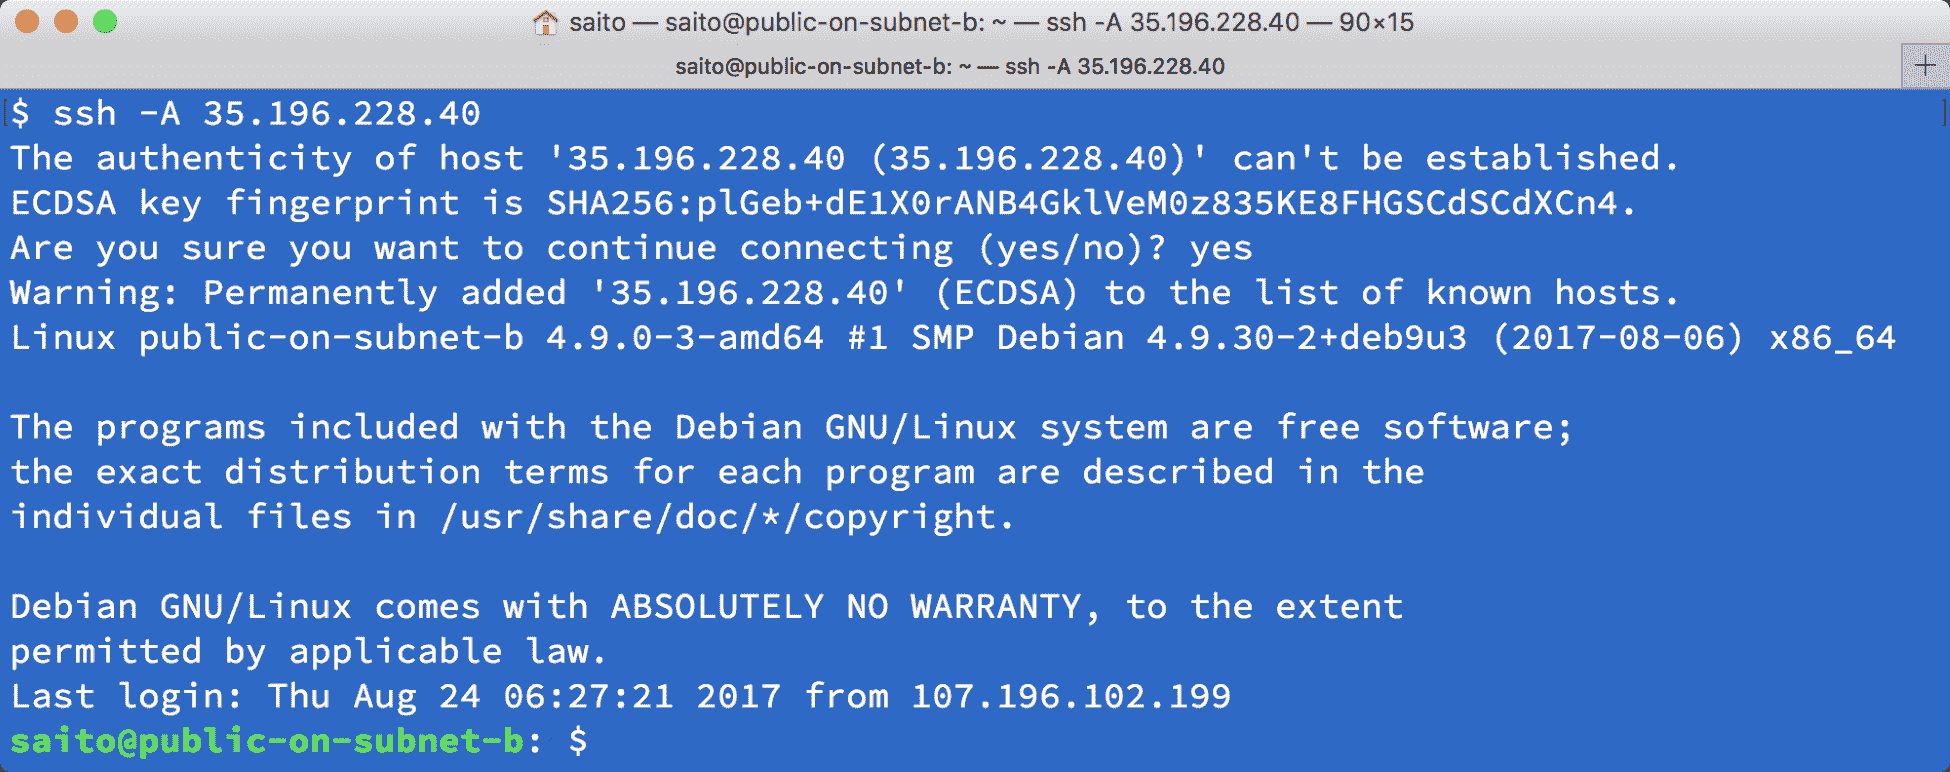 saito — saito@public-on-subnet-b: ~ — ssh -A 35.196.228.40 — 90×15
saito@public-on-subnet-b: ~ — ssh -A 35.196.228.40
$ ssh -A 35.196.228.40
The authenticity of host '35.196.228.40 (35.196.228.40)' can't be established.
ECDSA key fingerprint is SHA256:plGeb+dE1X0rANB4GklVeM0z835KE8FHGSCdSCdXCn4.
Are you sure you want to continue connecting (yes/no)? yes
Warning: Permanently added '35.196.228.40' (ECDSA) to the list of known hosts.
Linux public-on-subnet-b 4.9.0-3-amd64 #1 SMP Debian 4.9.30-2+deb9u3 (2017-08-06) x86_64
The programs included with the Debian GNU/Linux system are free software;
the exact distribution terms for each program are described in the
individual files in /usr/share/doc/*/copyright.
Debian GNU/Linux comes with ABSOLUTELY NO WARRANTY, to the extent
permitted by applicable law.
Last login: Thu Aug 24 06:27:21 2017 from 107.196.102.199
saito@public-on-subnet-b: $